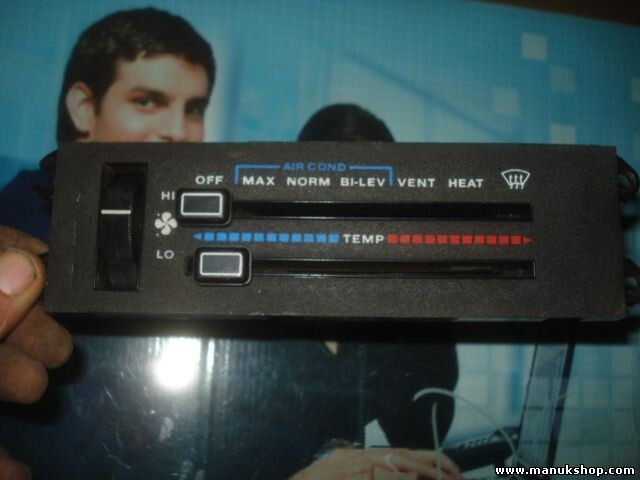 AIR COND
OFF MAX NORM BI-LEV VENT HEAT
HI
TEMP
LO
www.manukshop.com